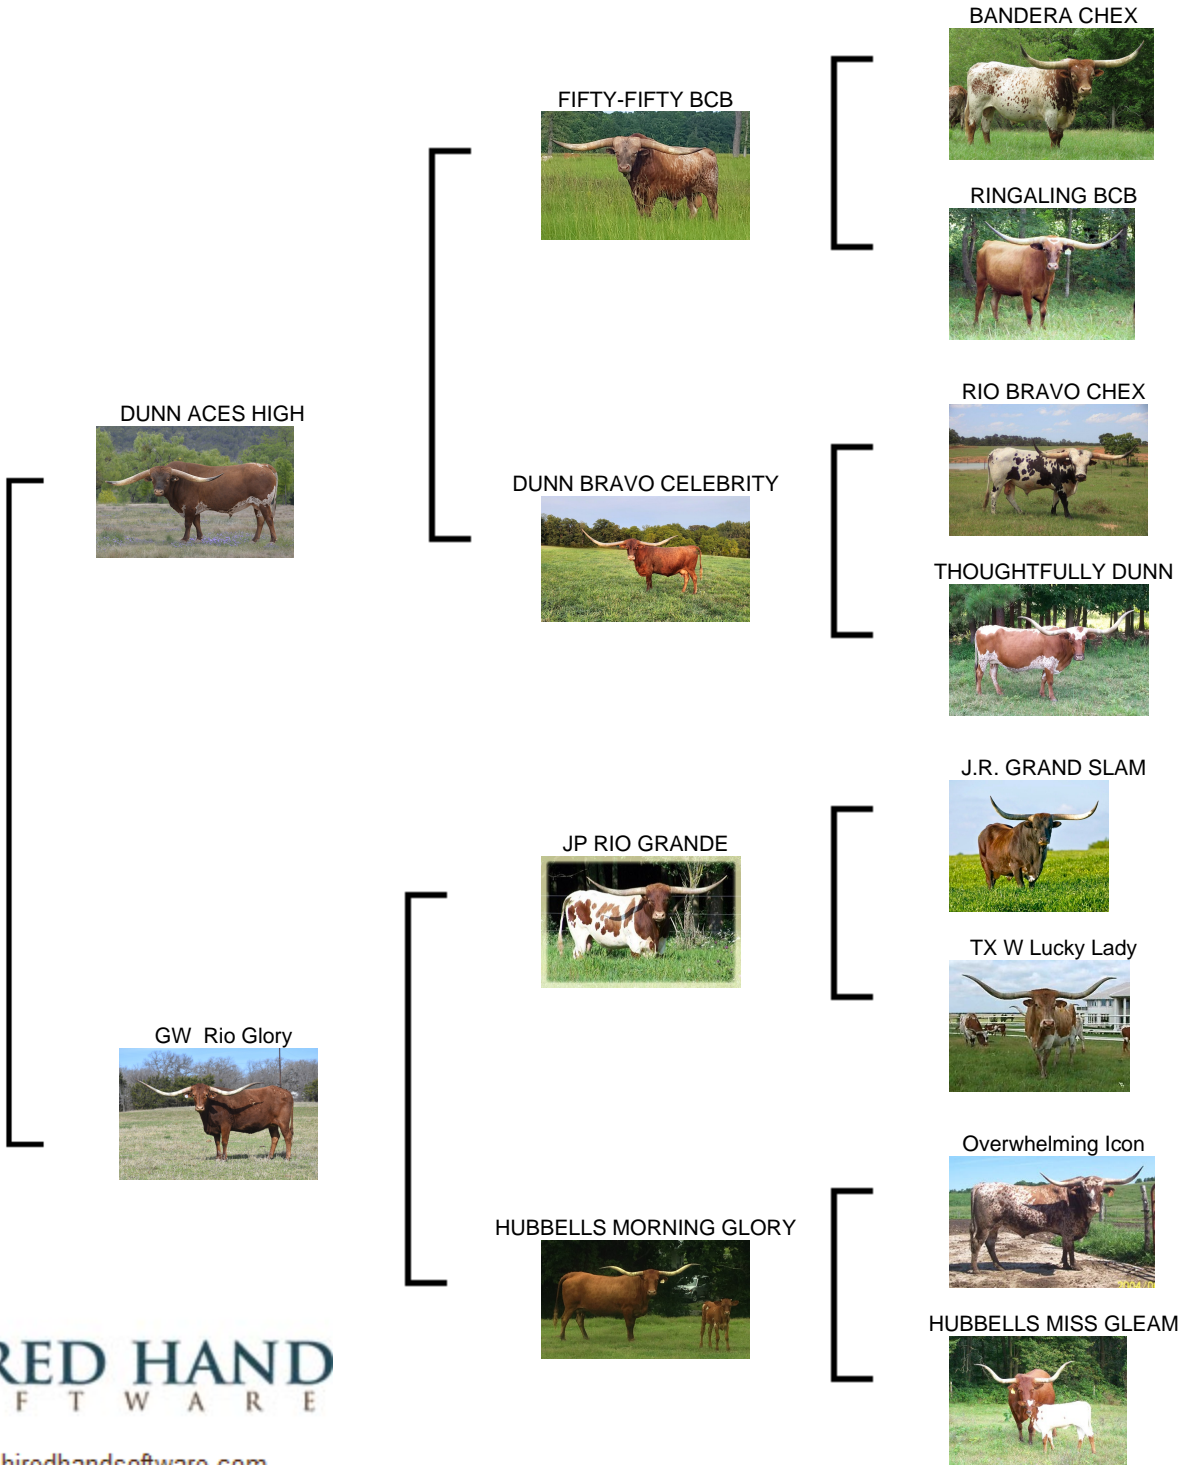 BANDERA CHEX
FIFTY-FIFTY BCB
RINGALING BCB
RIO BRAVO CHEX
DUNN ACES HIGH
DUNN BRAVO CELEBRITY
THOUGHTFULLY DUNN
J.R. GRAND SLAM
JP RIO GRANDE
TX W Lucky Lady
GW Rio Glory
Overwhelming Icon
HUBBELLS MORNING GLORY
HUBBELLS MISS GLEAM
RED HAND
F T W A R E
hiredhandsoftware.com